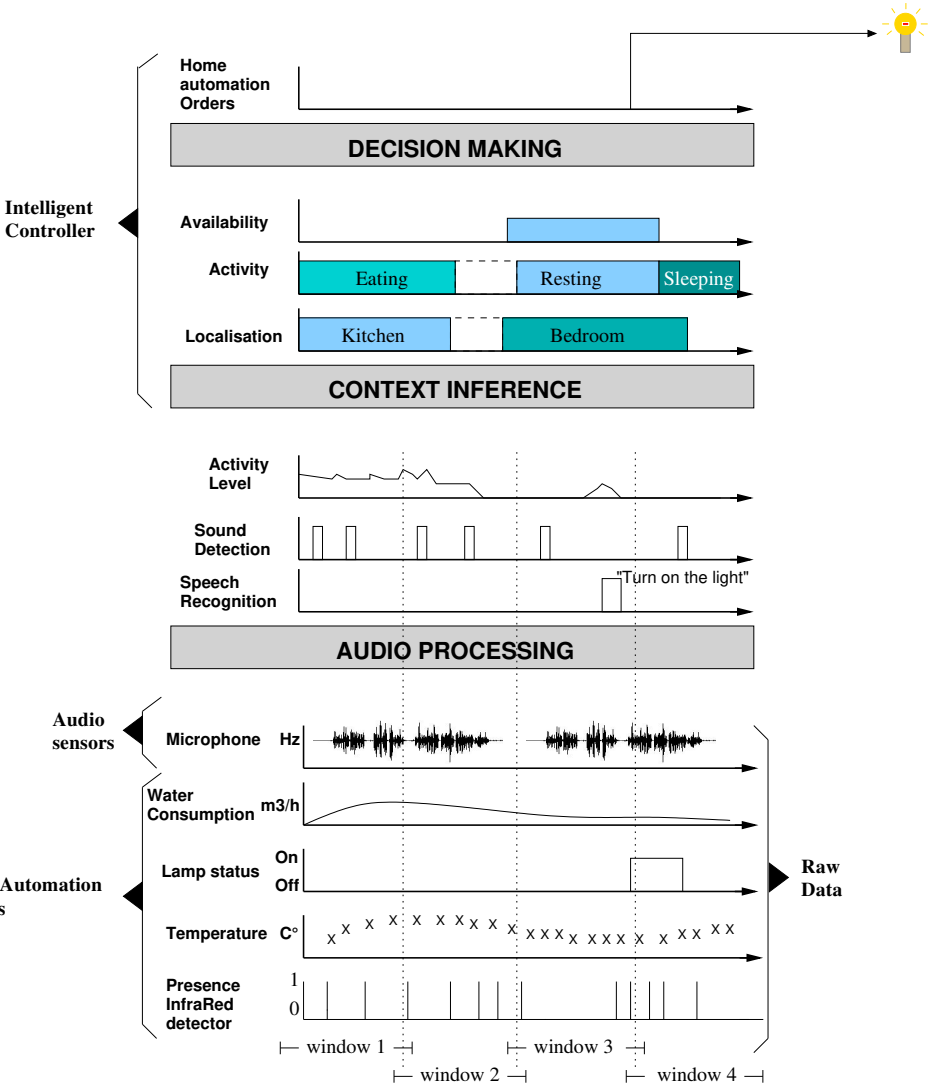 Home
automation
Orders
DECISION MAKING
Intelligent
Controller
Availability
Activity
Eating
Resting
Sleeping
Localisation
Kitchen
Bedroom
CONTEXT INFERENCE
Activity
Level
Sound
Detection
Speech
Recognition
"Turn on the light"
AUDIO PROCESSING
Audio
sensors
Microphone Hz
Water
Consumption m3/h
Lamp status
On
Off
Automation
s
Raw
Data
Temperature C°
x x x x x x x x x x x x x x x x x x x x x x x x x
Presence
InfraRed
detector
1
0
window 1
window 3
window 2
window 4